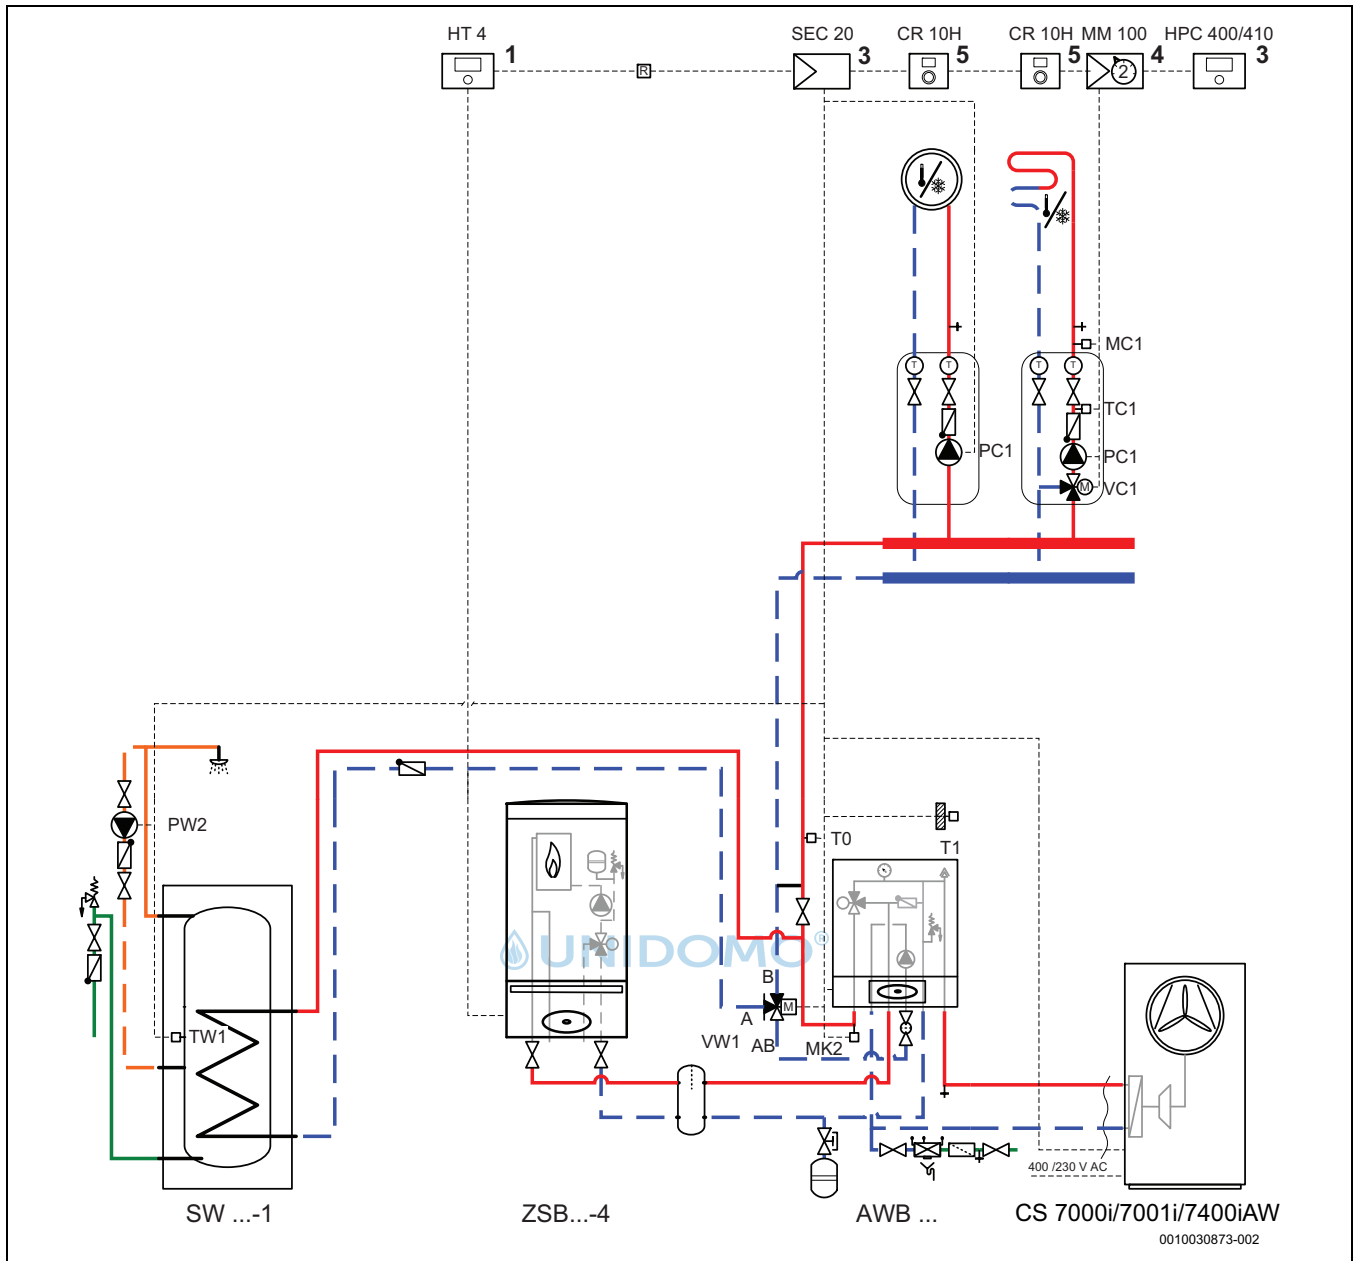 HT 4
SEC 20
CR 10H
CR 10H
MM 100
HPC 400/410
1
R
3
5
5
2
4
3
MC1
T
T
T
T
TC1
PC1
PC1
M
VC1
PW2
T0
T1
UNIDOMO®
B
M
A
TW1
VW1
AB
MK2
400 /230 V AC
SW ...-1
ZSB...-4
AWB ...
CS 7000i/7001i/7400iAW
0010030873-002